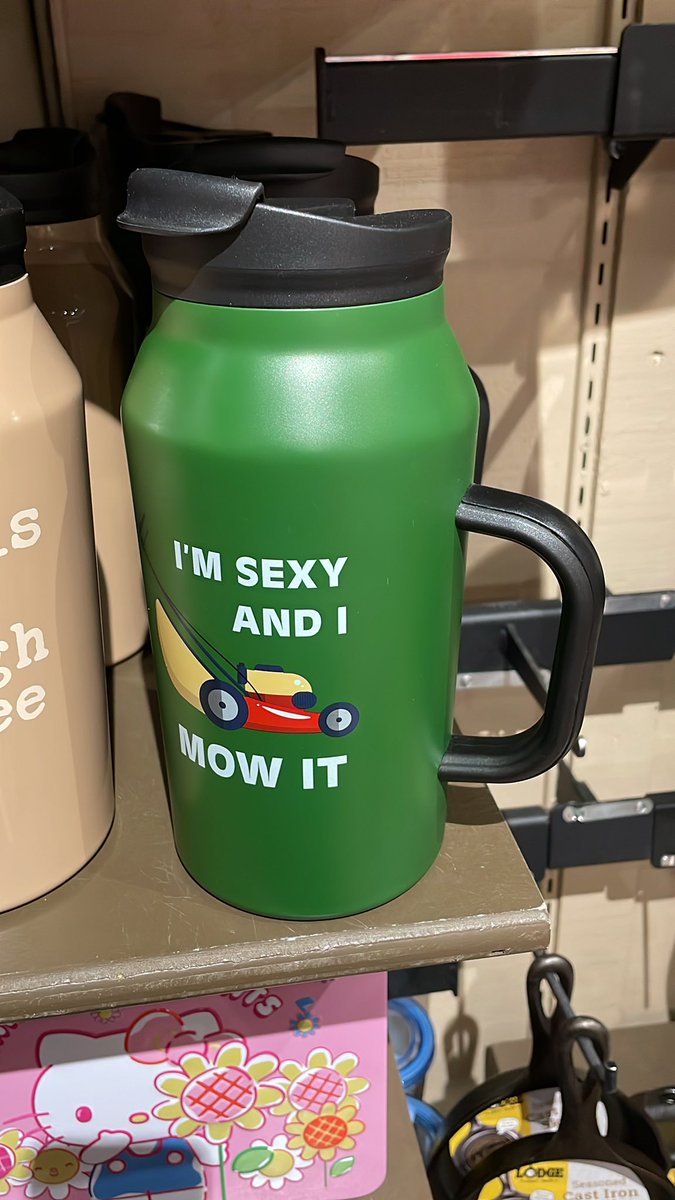 I'M SEXY
AND I
MOW IT
LODGE
Seasoned
Cast Iron